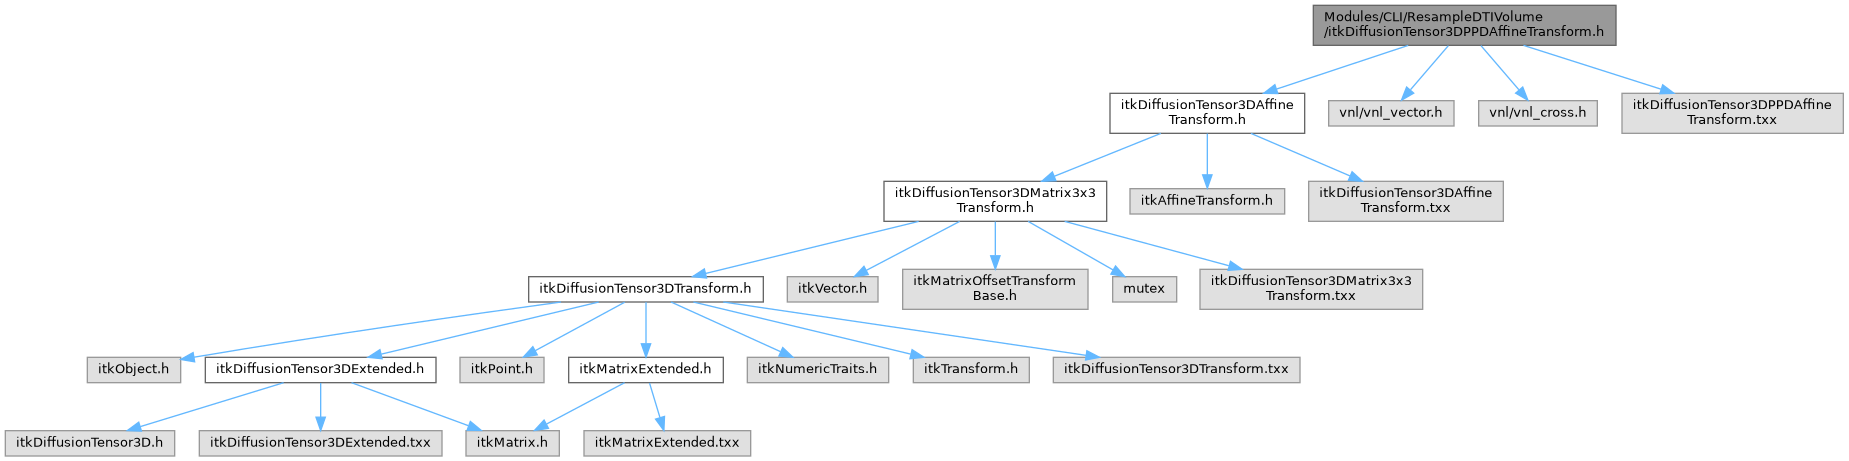 Modules/CLI/ResampleDTIVolume
/itkDiffusionTensor3DPPDAffineTransform.h
itkDiffusionTensor3DAffine
Transform.h
vnl/vnl_vector.h
vnl/vnl_cross.h
itkDiffusionTensor3DPPDAffine
Transform.txx
itkDiffusionTensor3DMatrix3x3
Transform.h
itkAffineTransform.h
itkDiffusionTensor3DAffine
Transform.txx
itkDiffusionTensor3DTransform.h
itkVector.h
itkMatrixOffsetTransform
Base.h
mutex
itkDiffusionTensor3DMatrix3x3
Transform.txx
itkObject.h
itkDiffusionTensor3DExtended.h
itkPoint.h
itkMatrixExtended.h
itkNumericTraits.h
itkTransform.h
itkDiffusionTensor3DTransform.txx
itkDiffusionTensor3D.h
itkDiffusionTensor3DExtended.txx
itkMatrix.h
itkMatrixExtended.txx